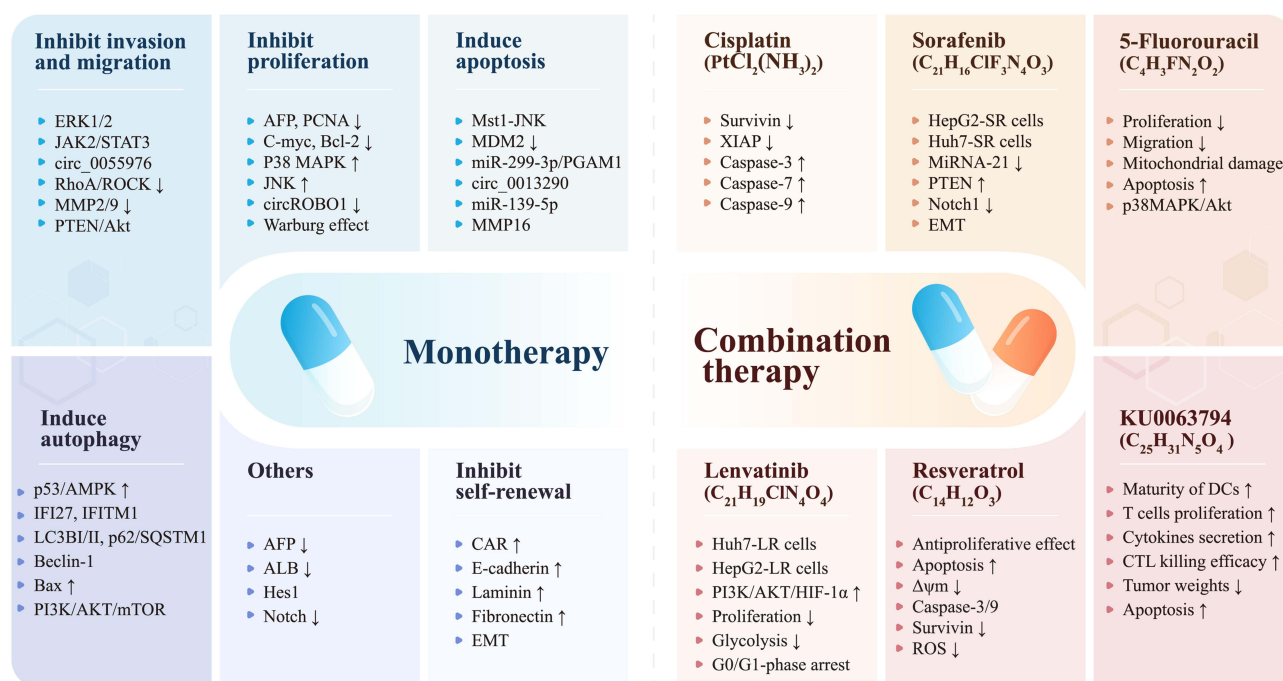 Inhibit invasion
and migration
ERK1/2
JAK2/STAT3
circ_0055976
RhoA/ROCK ↓
MMP2/9 ↓
PTEN/Akt
Inhibit
proliferation
AFP, PCNA ↓
C-myc, Bcl-2 ↓
P38 MAPK ↑
JNK ↑
circROBO1 ↓
Warburg effect
Induce
apoptosis
Mst1-JNK
MDM2 ↓
miR-299-3p/PGAM1
circ_0013290
miR-139-5p
MMP16
Monotherapy
Induce
autophagy
p53/AMPK ↑
IFI27, IFITM1
LC3BI/II, p62/SQSTM1
Beclin-1
Bax ↑
PI3K/AKT/mTOR
Others
AFP ↓
ALB ↓
Hes1
Notch ↓
Inhibit
self-renewal
CAR ↑
E-cadherin ↑
Laminin ↑
Fibronectin ↑
EMT
Cisplatin
(PtCl₂(NH₃)₂)
Survivin ↓
XIAP ↓
Caspase-3 ↑
Caspase-7 ↑
Caspase-9 ↑
Sorafenib
(C₂₁H₁₆ClF₃N₄O₃)
HepG2-SR cells
Huh7-SR cells
MiRNA-21 ↓
PTEN ↑
Notch1 ↓
EMT
5-Fluorouracil
(C₄H₃FN₂O₂)
Proliferation ↓
Migration ↓
Mitochondrial damage
Apoptosis ↑
p38MAPK/Akt
Combination
therapy
Lenvatinib
(C₂₁H₁₉ClN₄O₄)
Huh7-LR cells
HepG2-LR cells
PI3K/AKT/HIF-1α ↑
Proliferation ↓
Glycolysis ↓
G0/G1-phase arrest
Resveratrol
(C₁₄H₁₂O₃)
Antiproliferative effect
Apoptosis ↑
Δψm ↓
Caspase-3/9
Survivin ↓
ROS ↓
KU0063794
(C₂₅H₃₁N₅O₄ )
Maturity of DCs ↑
T cells proliferation ↑
Cytokines secretion ↑
CTL killing efficacy ↑
Tumor weights ↓
Apoptosis ↑